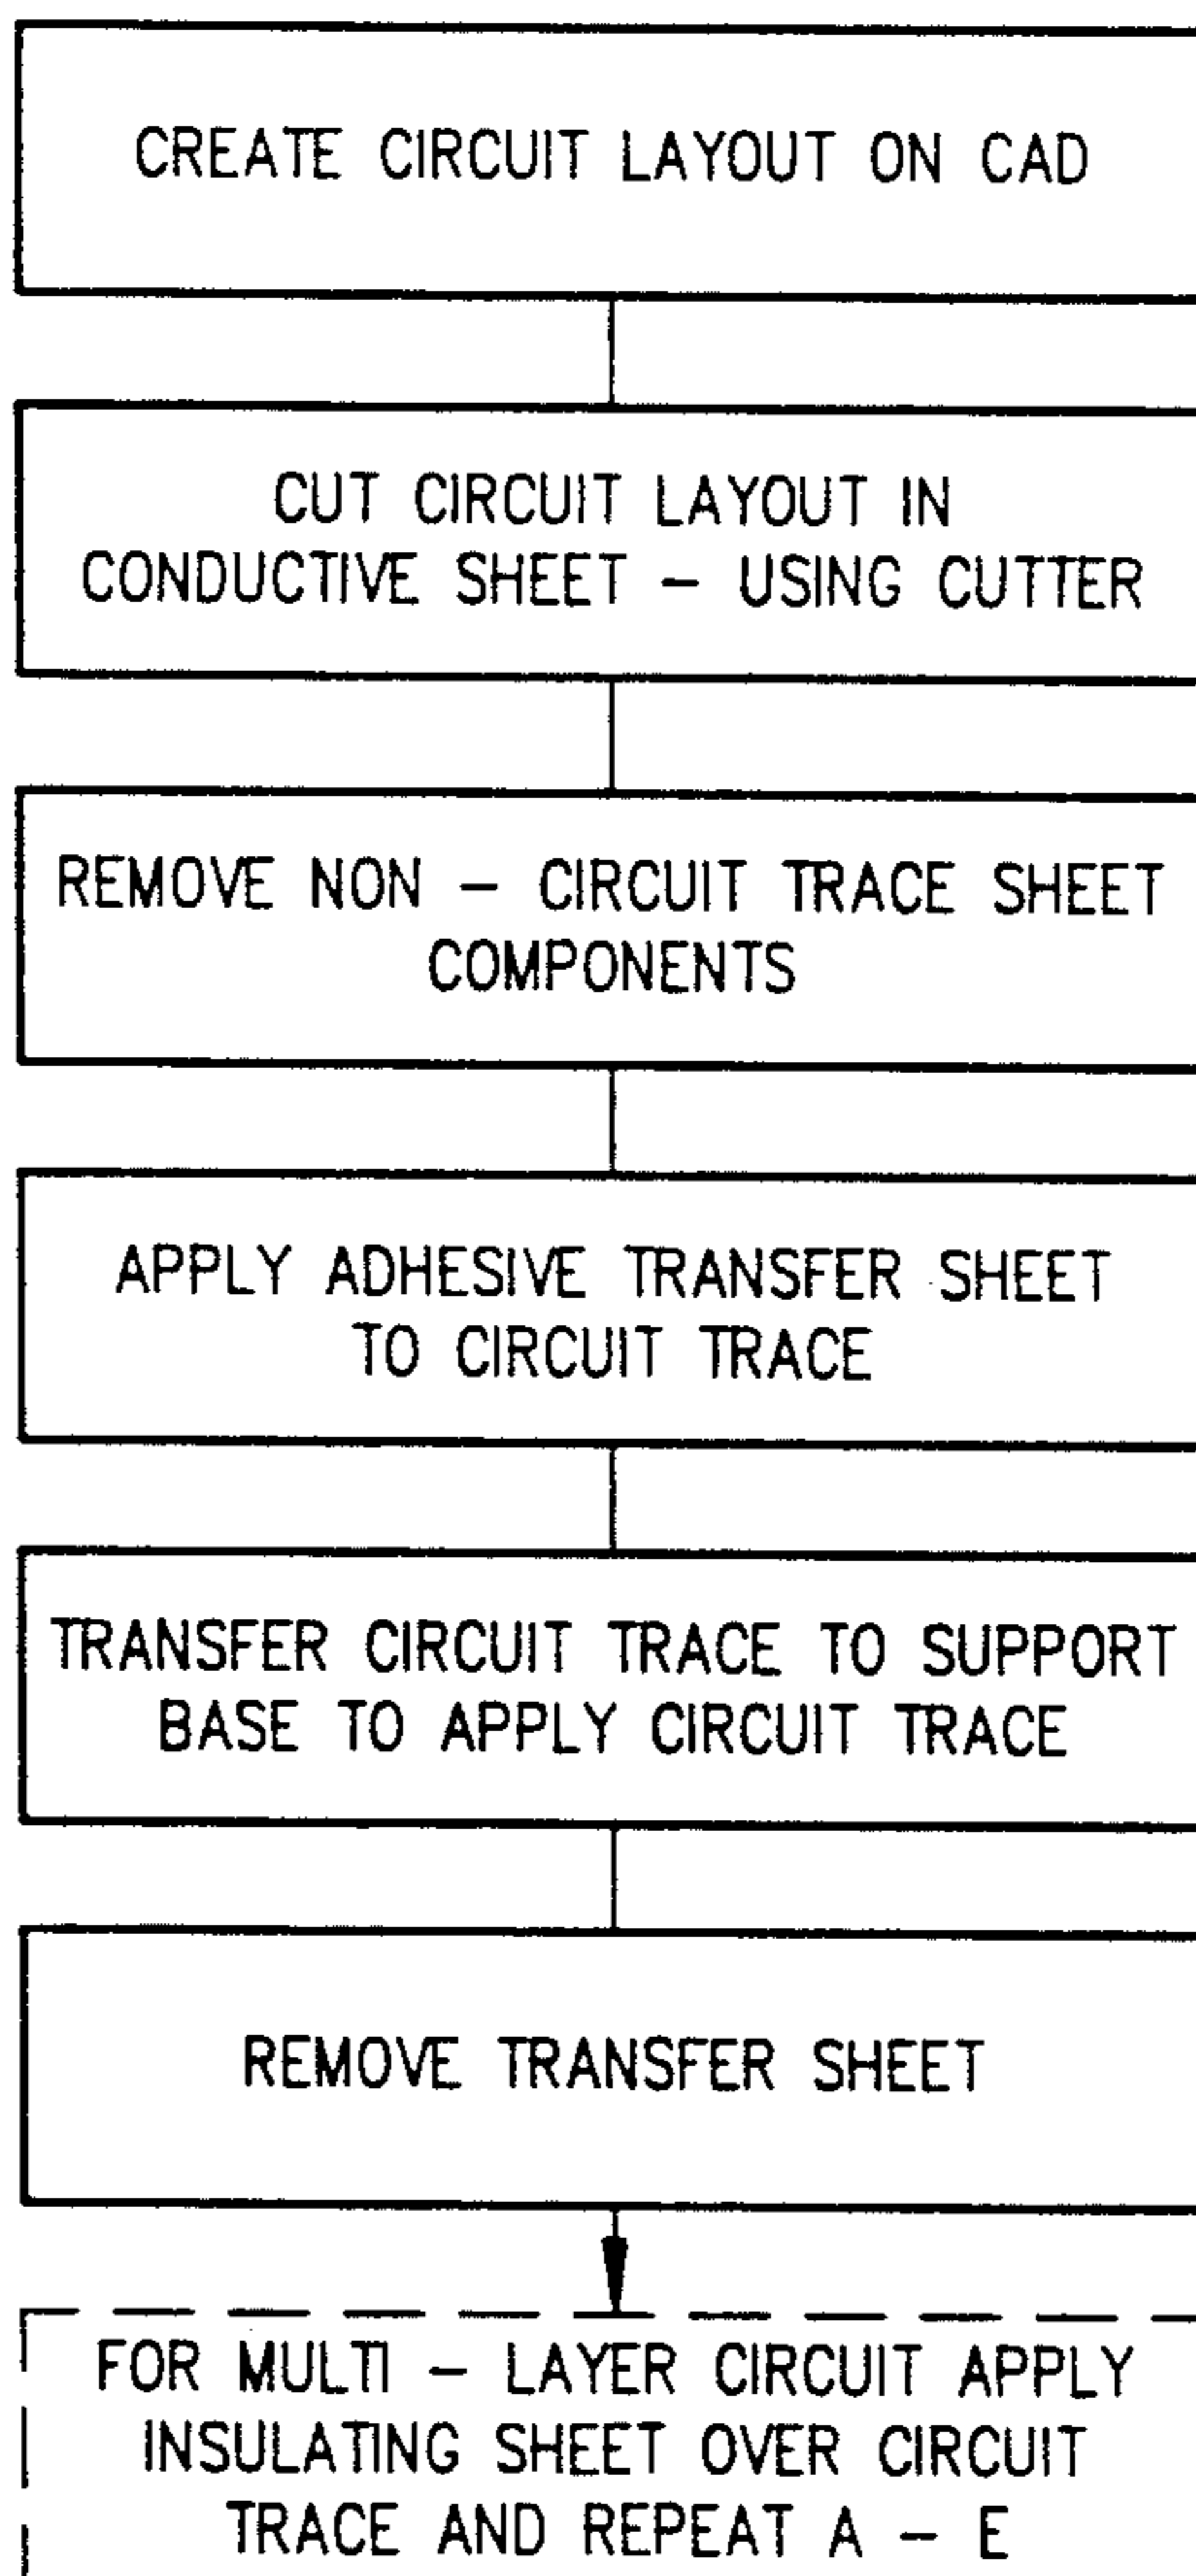 CREATE CIRCUIT LAYOUT ON CAD
CUT CIRCUIT LAYOUT IN
CONDUCTIVE SHEET – USING CUTTER
REMOVE NON – CIRCUIT TRACE SHEET
COMPONENTS
APPLY ADHESIVE TRANSFER SHEET
TO CIRCUIT TRACE
TRANSFER CIRCUIT TRACE TO SUPPORT
BASE TO APPLY CIRCUIT TRACE
REMOVE TRANSFER SHEET
FOR MULTI – LAYER CIRCUIT APPLY
INSULATING SHEET OVER CIRCUIT
TRACE AND REPEAT A – E